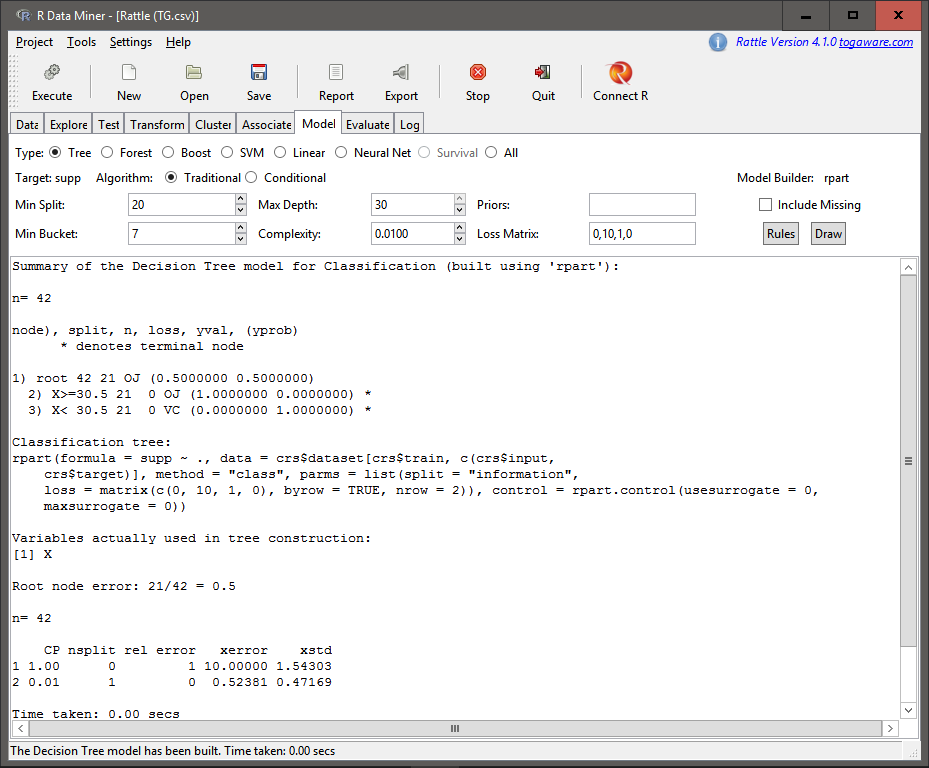 R Data Miner - [Rattle (TG.csv)]
Project Tools Settings Help
Rattle Version 4.1.0 togaware.com
Execute New Open Save Report Export Stop Quit Connect R
Data Explore Test Transform Cluster Associate Model Evaluate Log
Type: Tree Forest Boost SVM Linear Neural Net Survival All
Target: supp Algorithm: Traditional Conditional Model Builder: rpart
Min Split: 20 Max Depth: 30 Priors: Include Missing
Min Bucket: 7 Complexity: 0.0100 Loss Matrix: 0,10,1,0 Rules Draw
Summary of the Decision Tree model for Classification (built using 'rpart'):
n= 42
node), split, n, loss, yval, (yprob)
      * denotes terminal node
1) root 42 21 OJ (0.5000000 0.5000000)
  2) X>=30.5 21  0 OJ (1.0000000 0.0000000) *
  3) X< 30.5 21  0 VC (0.0000000 1.0000000) *
Classification tree:
rpart(formula = supp ~ ., data = crs$dataset[crs$train, c(crs$input,
    crs$target)], method = "class", parms = list(split = "information",
    loss = matrix(c(0, 10, 1, 0), byrow = TRUE, nrow = 2)), control = rpart.control(usesurrogate = 0,
    maxsurrogate = 0))
Variables actually used in tree construction:
[1] X
Root node error: 21/42 = 0.5
n= 42
    CP nsplit rel error   xerror    xstd
1 1.00      0         1 10.00000 1.54303
2 0.01      1         0  0.52381 0.47169
Time taken: 0.00 secs
The Decision Tree model has been built. Time taken: 0.00 secs